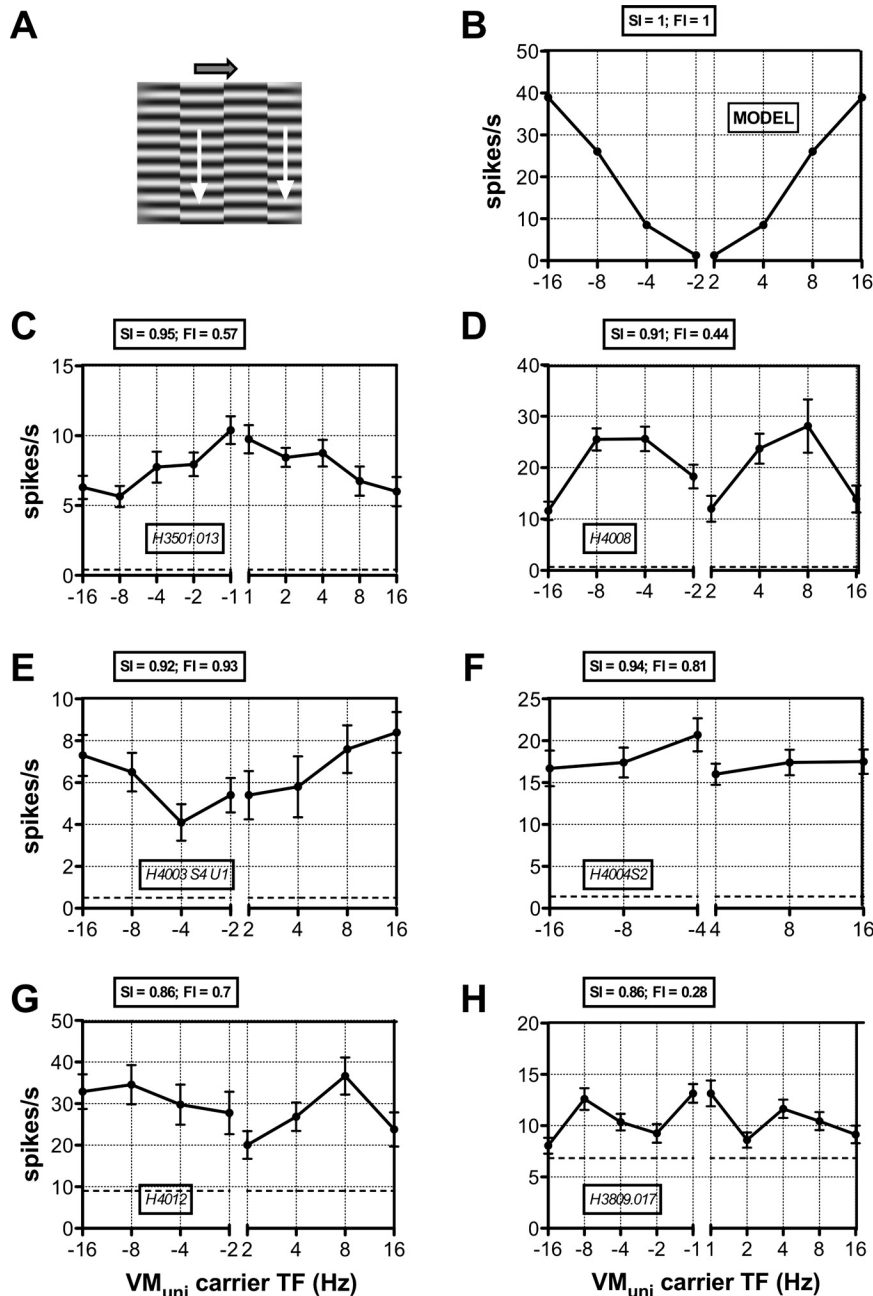 A
B
SI = 1; FI = 1
50
40
30
20
10
0
spikes/s
MODEL
-16 -8 -4 -2 2 4 8 16
C
SI = 0.95; FI = 0.57
15
10
5
0
spikes/s
H3501.013
-16 -8 -4 -2 -1 1 2 4 8 16
D
SI = 0.91; FI = 0.44
40
30
20
10
0
H4008
-16 -8 -4 -2 2 4 8 16
E
SI = 0.92; FI = 0.93
10
8
6
4
2
0
spikes/s
H4003 S4 U1
-16 -8 -4 -2 2 4 8 16
F
SI = 0.94; FI = 0.81
25
20
15
10
5
0
H4004S2
-16 -8 -4 4 8 16
G
SI = 0.86; FI = 0.7
50
40
30
20
10
0
spikes/s
H4012
-16 -8 -4 -2 2 4 8 16
VMuni carrier TF (Hz)
H
SI = 0.86; FI = 0.28
20
15
10
5
0
H3809.017
-16 -8 -4 -2 -1 1 2 4 8 16
VMuni carrier TF (Hz)